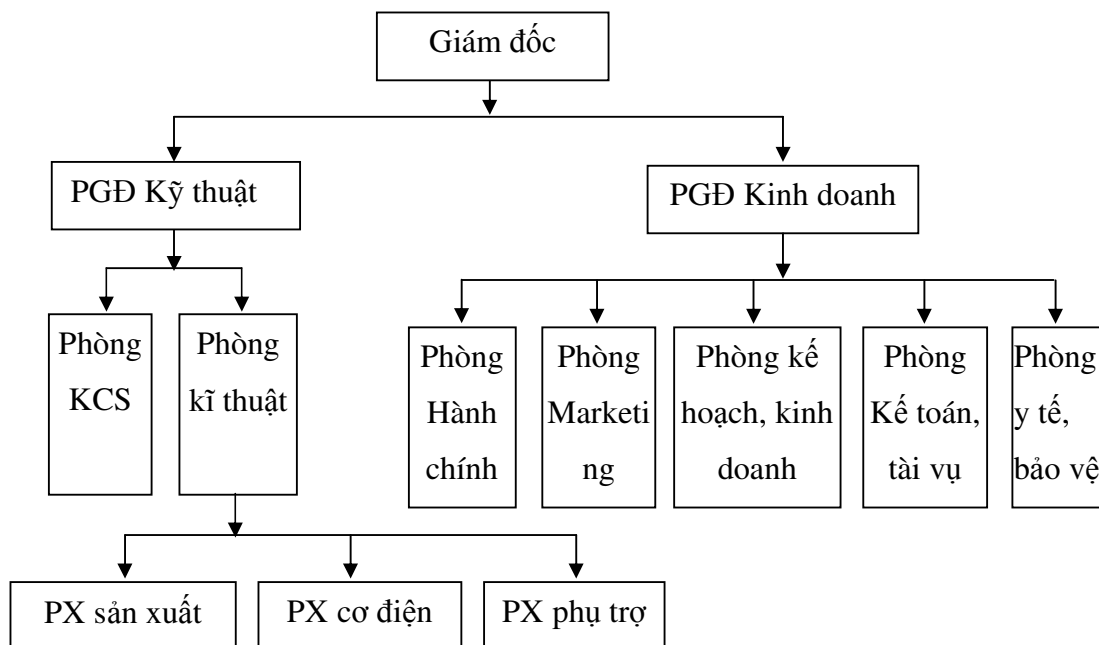 Giám đốc
PGĐ Kỹ thuật
PGĐ Kinh doanh
Phòng
KCS
Phòng
kĩ thuật
Phòng
Hành
chính
Phòng
Marketi
ng
Phòng kế
hoạch, kinh
doanh
Phòng
Kế toán,
tài vụ
Phòng
y tế,
bảo vệ
PX sản xuất
PX cơ điện
PX phụ trợ